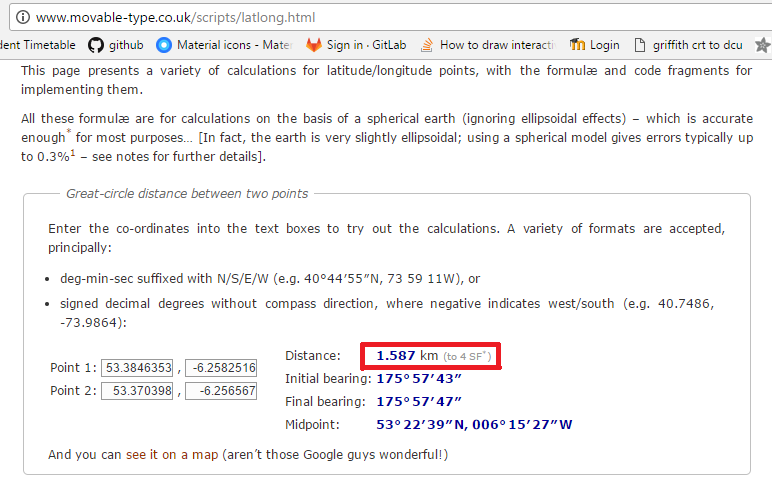 www.movable-type.co.uk/scripts/latlong.html
dent Timetable github Material icons - Mate Sign in · GitLab How to draw interacti Login griffith crt to dcu
This page presents a variety of calculations for latitude/longitude points, with the formulæ and code fragments for
implementing them.
All these formulæ are for calculations on the basis of a spherical earth (ignoring ellipsoidal effects) – which is accurate
enough* for most purposes… [In fact, the earth is very slightly ellipsoidal; using a spherical model gives errors typically up
to 0.3%1 – see notes for further details].
Great-circle distance between two points
Enter the co-ordinates into the text boxes to try out the calculations. A variety of formats are accepted,
principally:
• deg-min-sec suffixed with N/S/E/W (e.g. 40°44′55″N, 73 59 11W), or
• signed decimal degrees without compass direction, where negative indicates west/south (e.g. 40.7486,
-73.9864):
Point 1: 53.3846353 , -6.2582516
Point 2: 53.370398 , -6.256567
Distance: 1.587 km (to 4 SF*)
Initial bearing: 175°57′43″
Final bearing: 175°57′47″
Midpoint: 53°22′39″N, 006°15′27″W
And you can see it on a map (aren't those Google guys wonderful!)